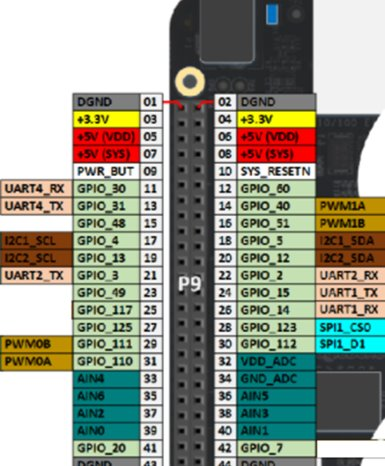 DGND 01 02 DGND
+3.3V 03 04 +3.3V
+5V (VDD) 05 06 +5V (VDD)
+5V (SYS) 07 08 +5V (SYS)
PWR_BUT 09 10 SYS_RESETN
UART4_RX GPIO_30 11 12 GPIO_60
UART4_TX GPIO_31 13 14 GPIO_40 PWM1A
GPIO_48 15 16 GPIO_51 PWM1B
I2C1_SCL GPIO_4 17 18 GPIO_5 I2C1_SDA
I2C2_SCL GPIO_13 19 20 GPIO_12 I2C2_SDA
UART2_TX GPIO_3 21 22 GPIO_2 UART2_RX
P9
GPIO_49 23 24 GPIO_15 UART1_TX
GPIO_117 25 26 GPIO_14 UART1_RX
GPIO_125 27 28 GPIO_123 SPI1_CS0
PWM0B GPIO_111 29 30 GPIO_112 SPI1_D1
PWM0A GPIO_110 31 32 VDD_ADC
AIN4 33 34 GND_ADC
AIN6 35 36 AIN5
AIN2 37 38 AIN3
AIN0 39 40 AIN1
GPIO_20 41 42 GPIO_7
DGND 43 44 DGND